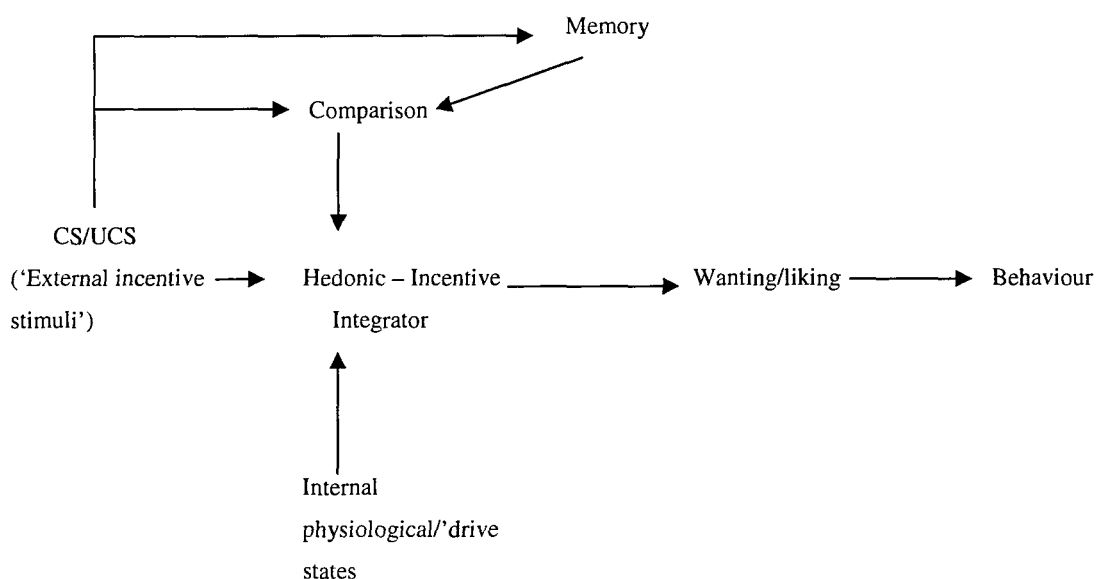 Memory
Comparison
CS/UCS
('External incentive
stimuli')
Hedonic – Incentive
Integrator
Wanting/liking
Behaviour
Internal
physiological/'drive
states